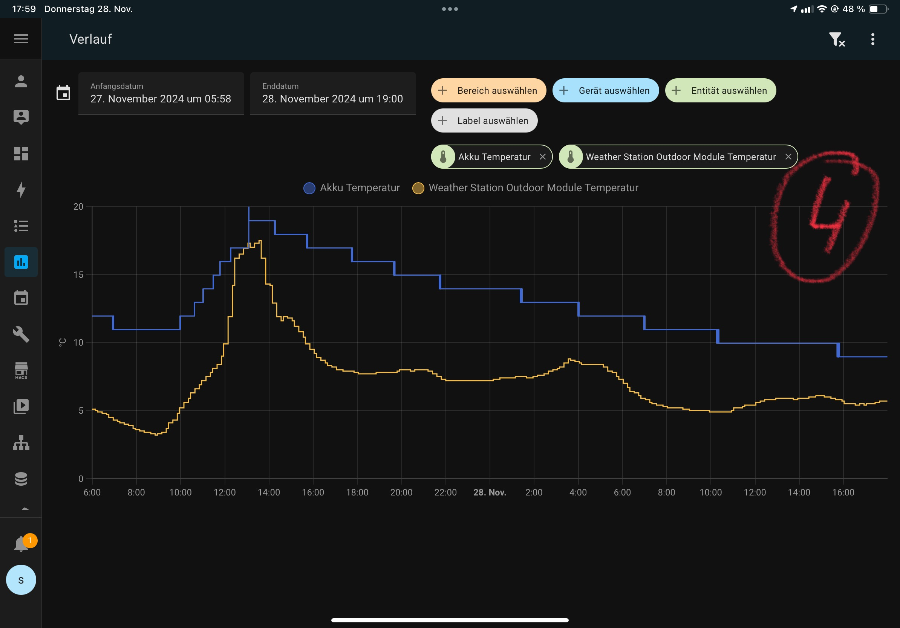 17:59 Donnerstag 28. Nov.
48 %
Verlauf
Anfangsdatum
27. November 2024 um 05:58
Enddatum
28. November 2024 um 19:00
Bereich auswählen
Gerät auswählen
Entität auswählen
Label auswählen
Akku Temperatur
Weather Station Outdoor Module Temperatur
4
Akku Temperatur
Weather Station Outdoor Module Temperatur
°C
20
15
10
5
0
6:00 8:00 10:00 12:00 14:00 16:00 18:00 20:00 22:00 28. Nov. 2:00 4:00 6:00 8:00 10:00 12:00 14:00 16:00
HACS
1
S